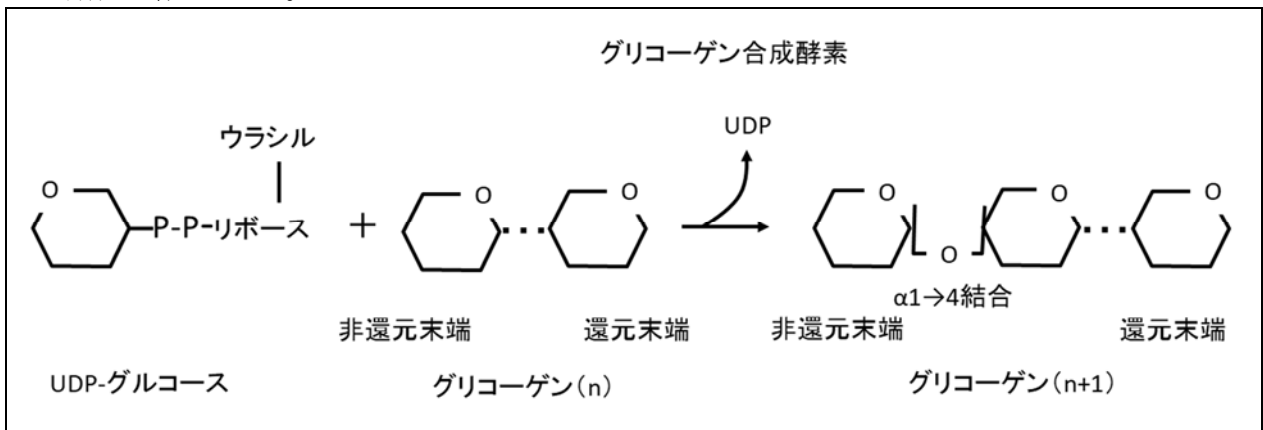 グリコーゲン合成酵素
ウラシル
UDP
O
P-P-リボース
+
O
O
O
O
O
O
α1→4結合
非還元末端
還元末端
非還元末端
還元末端
UDP-グルコース
グリコーゲン(n)
グリコーゲン(n+1)